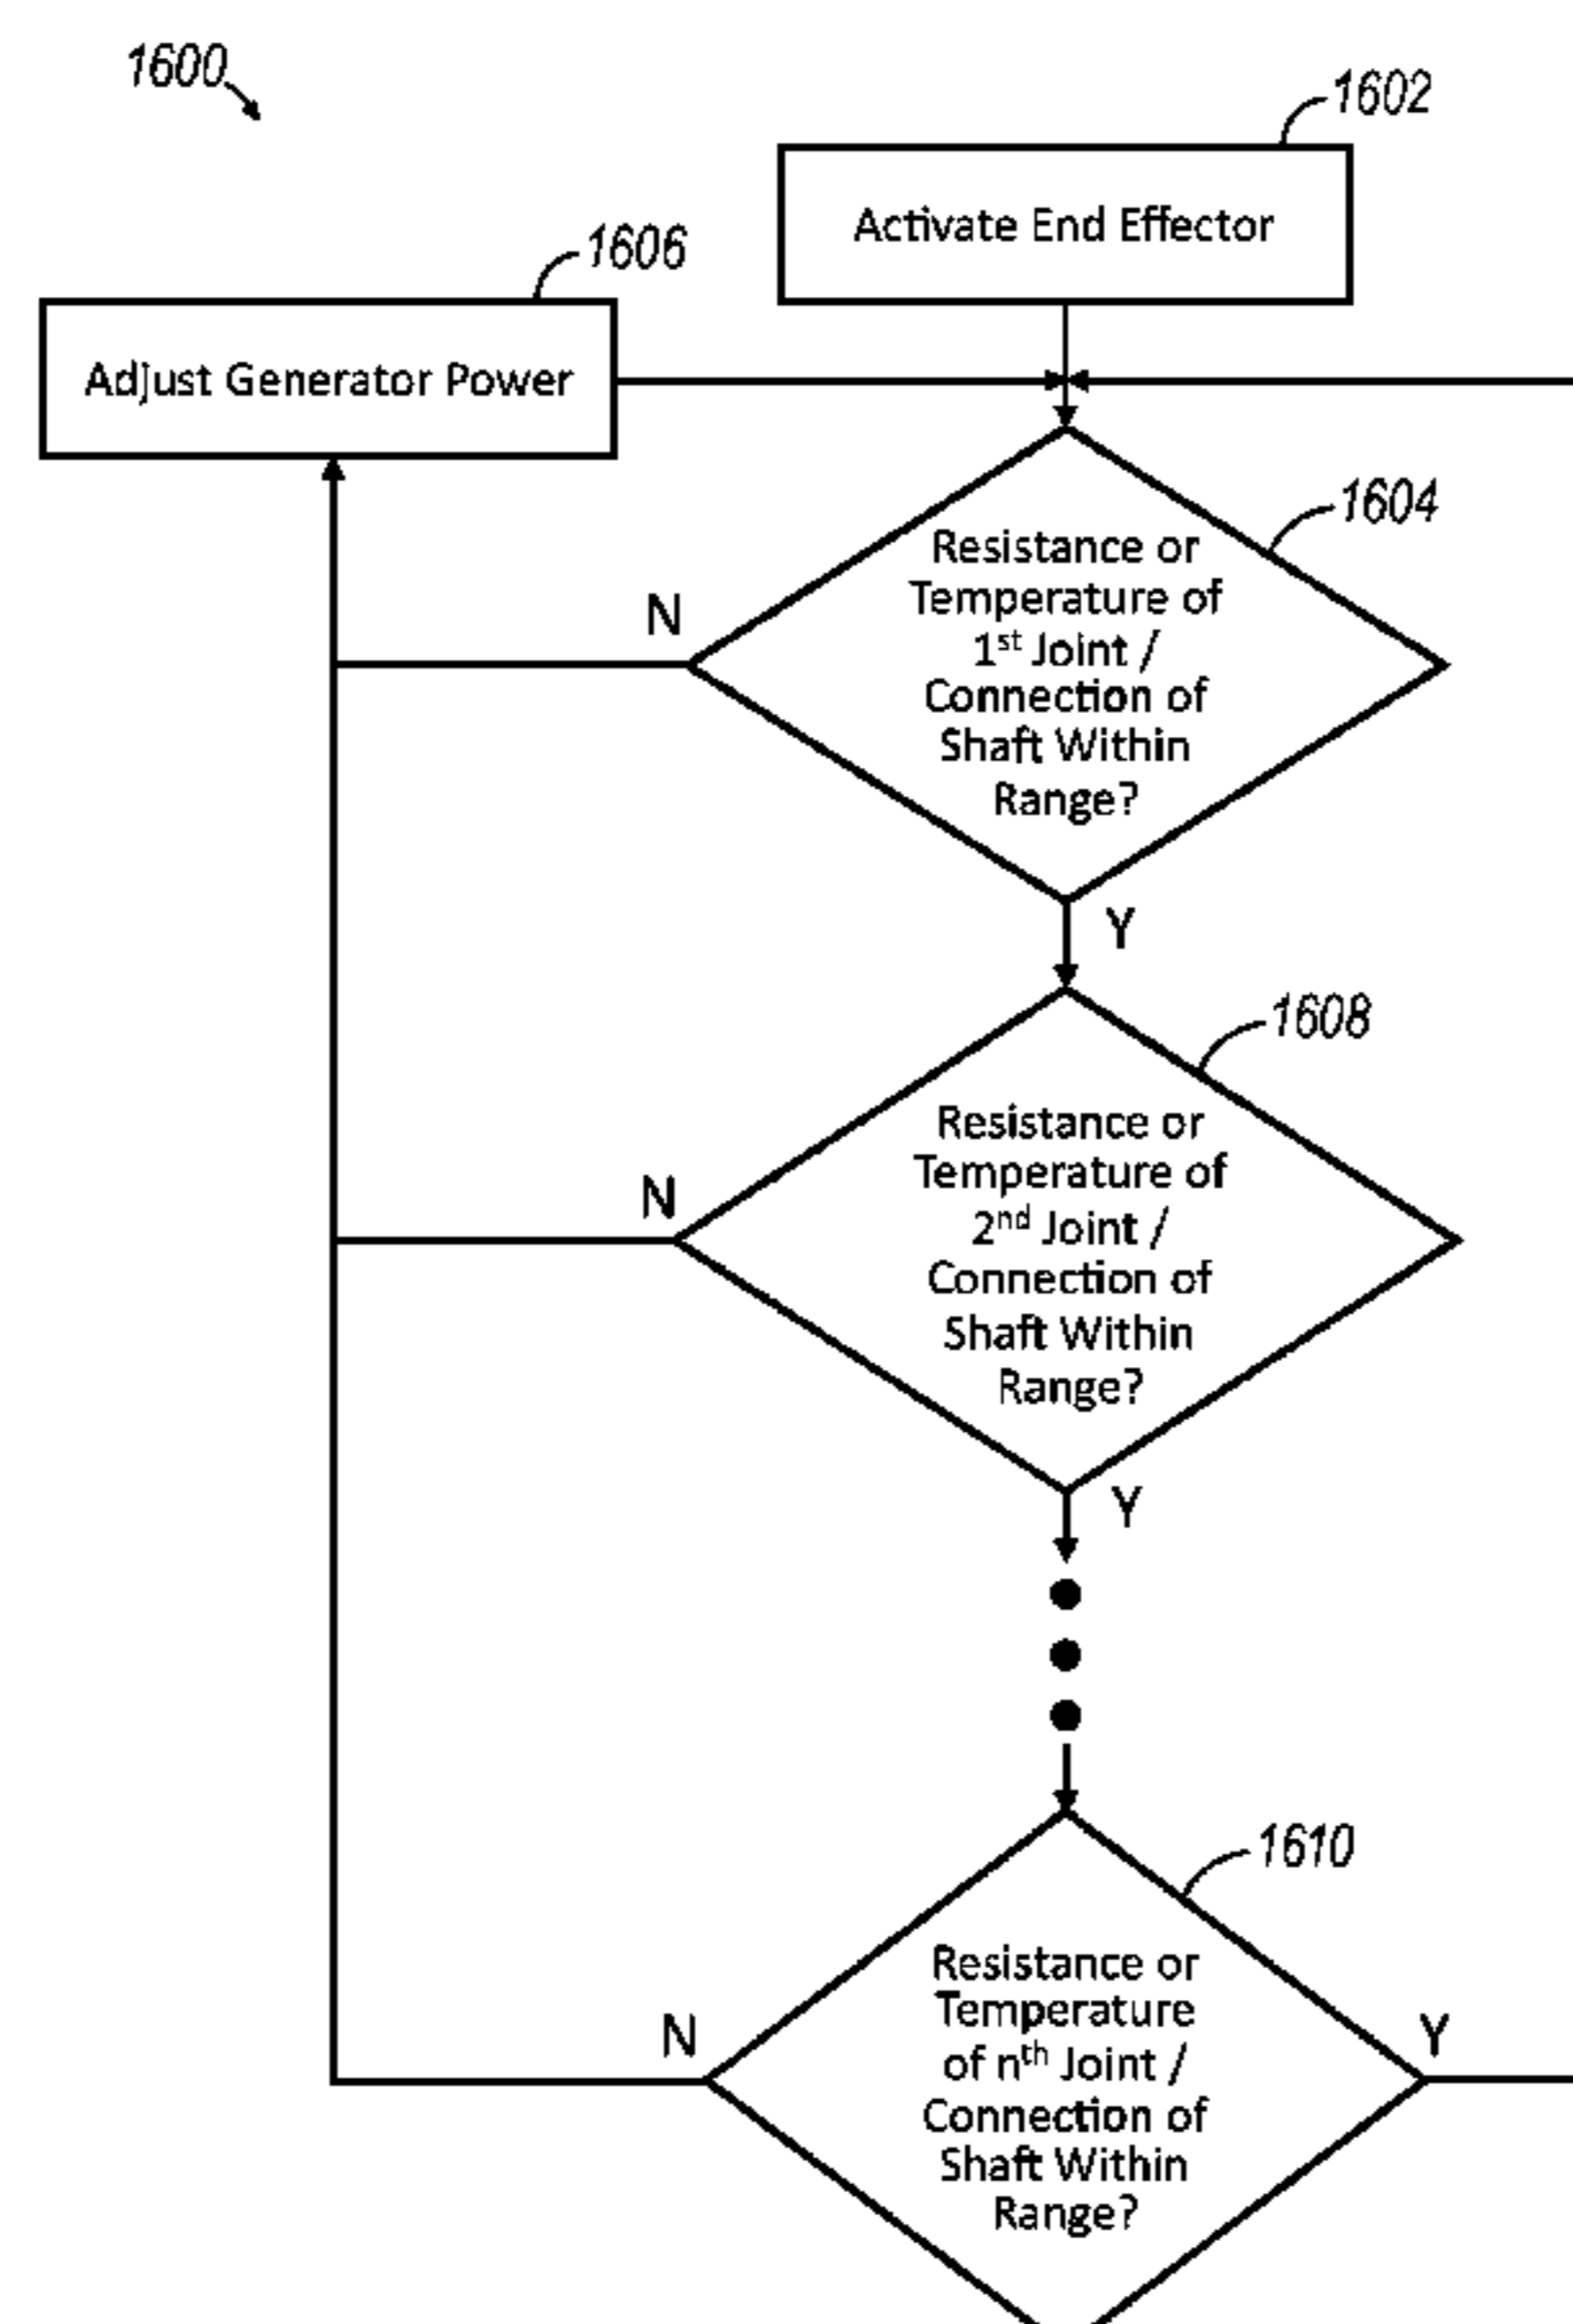 1600
1602
Activate End Effector
1606
Adjust Generator Power
1604
Resistance or
Temperature of
1st Joint /
Connection of
Shaft Within
Range?
N
Y
1608
Resistance or
Temperature of
2nd Joint /
Connection of
Shaft Within
Range?
N
Y
1610
Resistance or
Temperature
of nth Joint /
Connection of
Shaft Within
Range?
N
Y